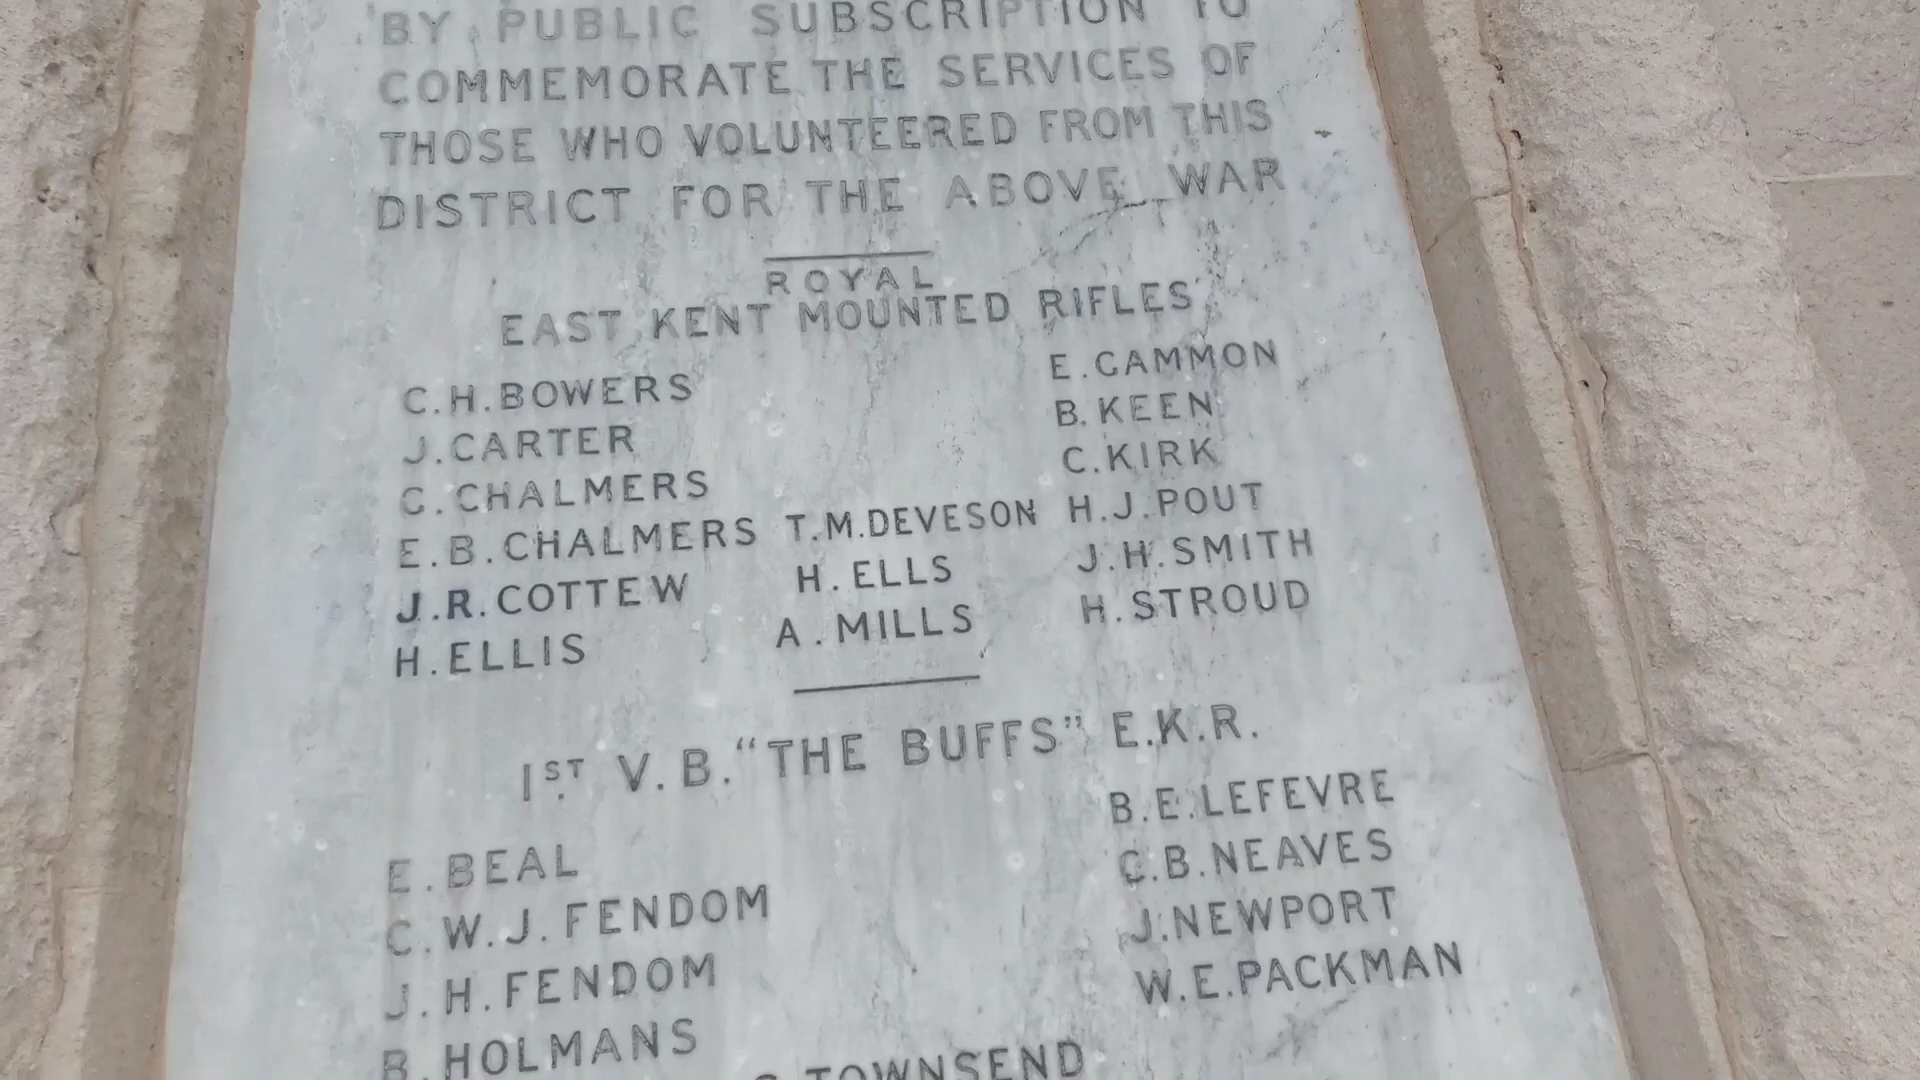 BY PUBLIC SUBSCRIPTION TO
COMMEMORATE THE SERVICES OF
THOSE WHO VOLUNTEERED FROM THIS
DISTRICT FOR THE ABOVE WAR
ROYAL
EAST KENT MOUNTED RIFLES
C.H.BOWERS
J.CARTER
C.CHALMERS
E.B.CHALMERS
J.R.COTTEW
H.ELLIS
T.M.DEVESON
H.ELLS
A.MILLS
E.CAMMON
B.KEEN
C.KIRK
H.J.POUT
J.H.SMITH
H.STROUD
1ST V.B. “THE BUFFS” E.K.R.
E.BEAL
C.W.J.FENDOM
J.H.FENDOM
B.HOLMANS
B.E.LEFEVRE
C.B.NEAVES
J.NEWPORT
W.E.PACKMAN
TOWNSEND